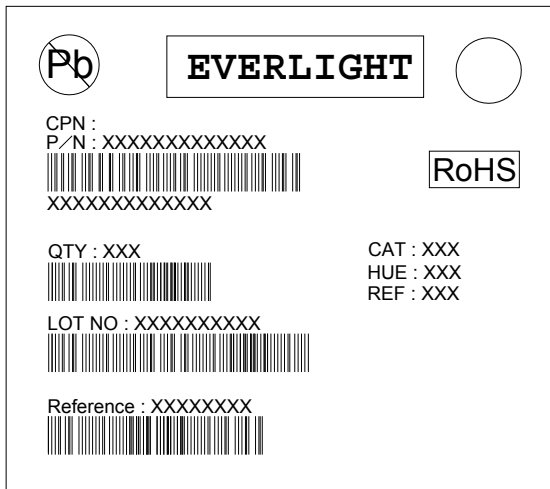 Pb
EVERLIGHT
CPN :
P/N : XXXXXXXXXXXXX
RoHS
XXXXXXXXXXXXX
QTY : XXX
CAT : XXX
HUE : XXX
REF : XXX
LOT NO : XXXXXXXXXX
Reference : XXXXXXXX